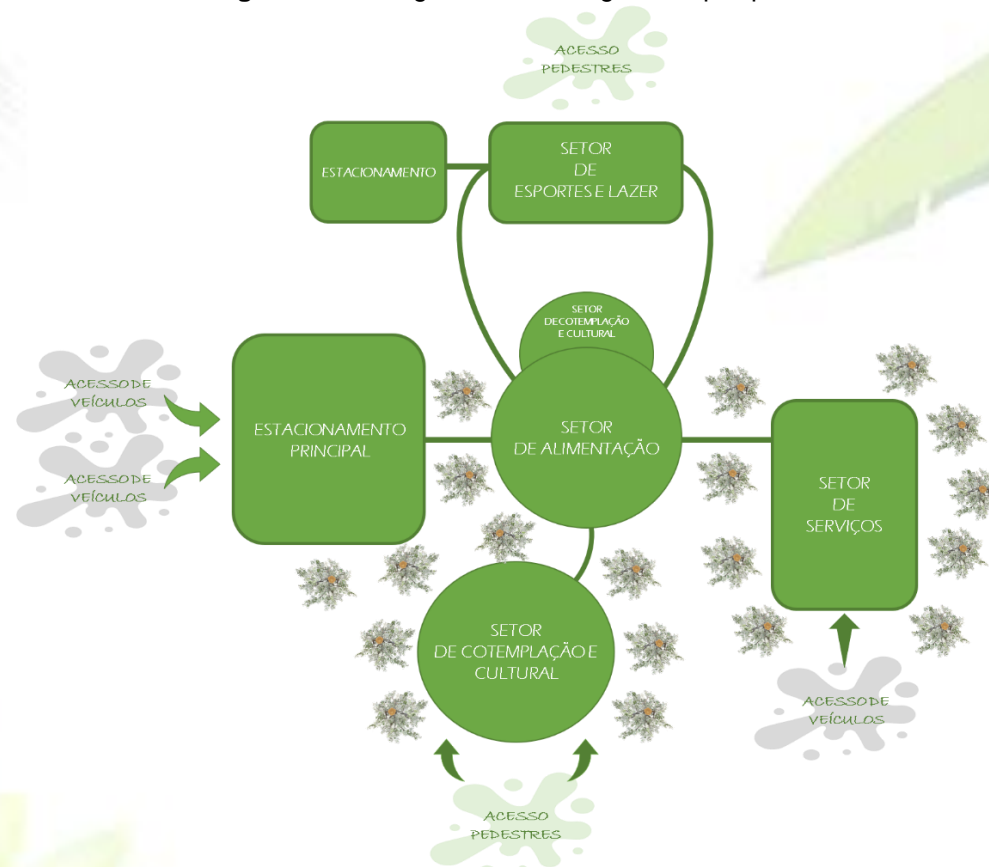 ACESSO
PEDESTRES
ESTACIONAMENTO
SETOR
DE
ESPORTES E LAZER
SETOR
DECOTEMPLAÇÃO
E CULTURAL
ACESSO DE
VEÍCULOS
ACESSO DE
VEÍCULOS
ESTACIONAMENTO
PRINCIPAL
SETOR
DE ALIMENTAÇÃO
SETOR
DE
SERVIÇOS
SETOR
DE COTEMPLAÇÃO E
CULTURAL
ACESSO DE
VEÍCULOS
ACESSO
PEDESTRES